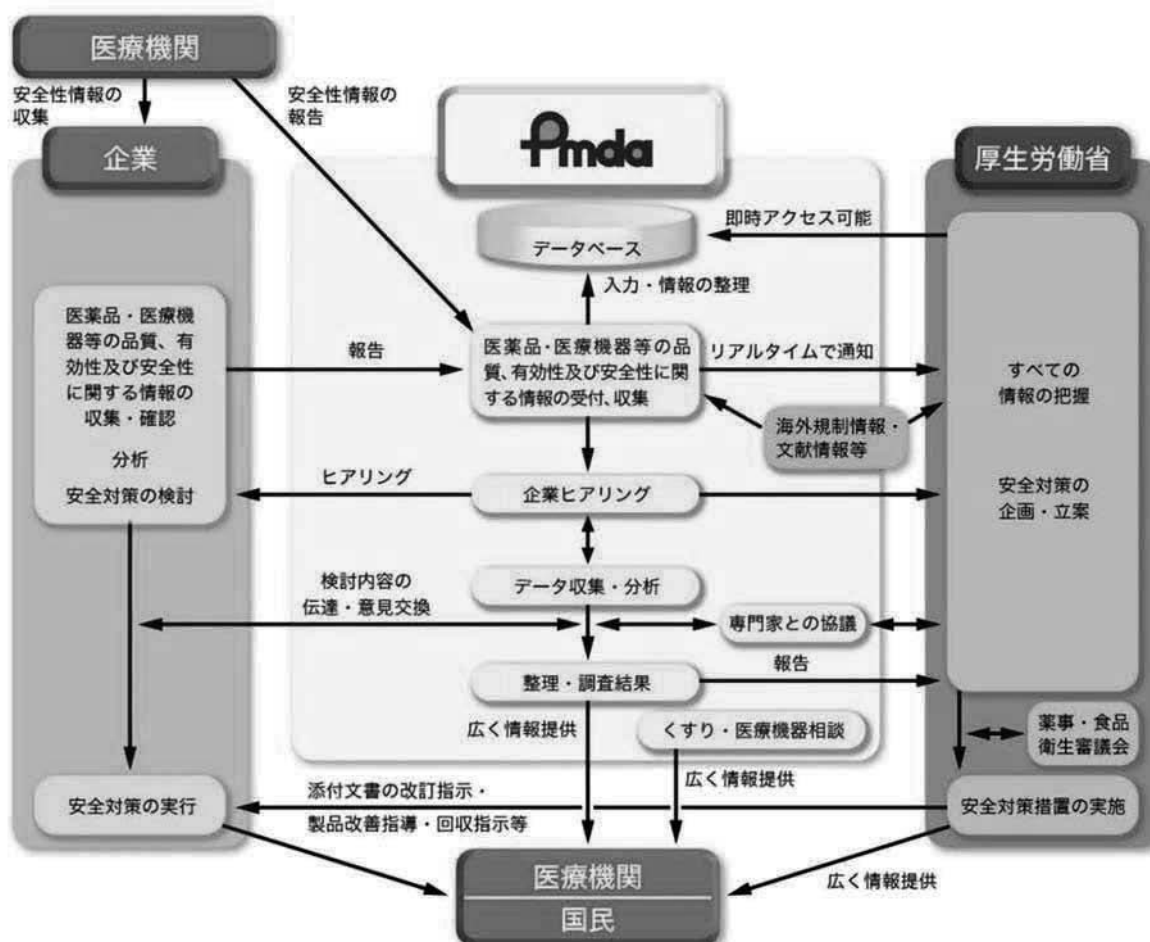 医療機関
安全性情報の
収集
安全性情報の
報告
企業
pmda
厚生労働省
データベース
即時アクセス可能
入力・情報の整理
医薬品・医療機
器等の品質、有
効性及び安全性
に関する情報の
収集・確認
分析
安全対策の検討
報告
医薬品・医療機器等の品
質、有効性及び安全性に関
する情報の受付、収集
リアルタイムで通知
すべての
情報の把握
海外規制情報・
文献情報等
ヒアリング
企業ヒアリング
安全対策の
企画・立案
データ収集・分析
検討内容の
伝達・意見交換
専門家との協議
整理・調査結果
報告
広く情報提供
くすり・医療機器相談
薬事・食品
衛生審議会
広く情報提供
安全対策の実行
添付文書の改訂指示・
製品改善指導・回収指示等
安全対策措置の実施
広く情報提供
医療機関
国民